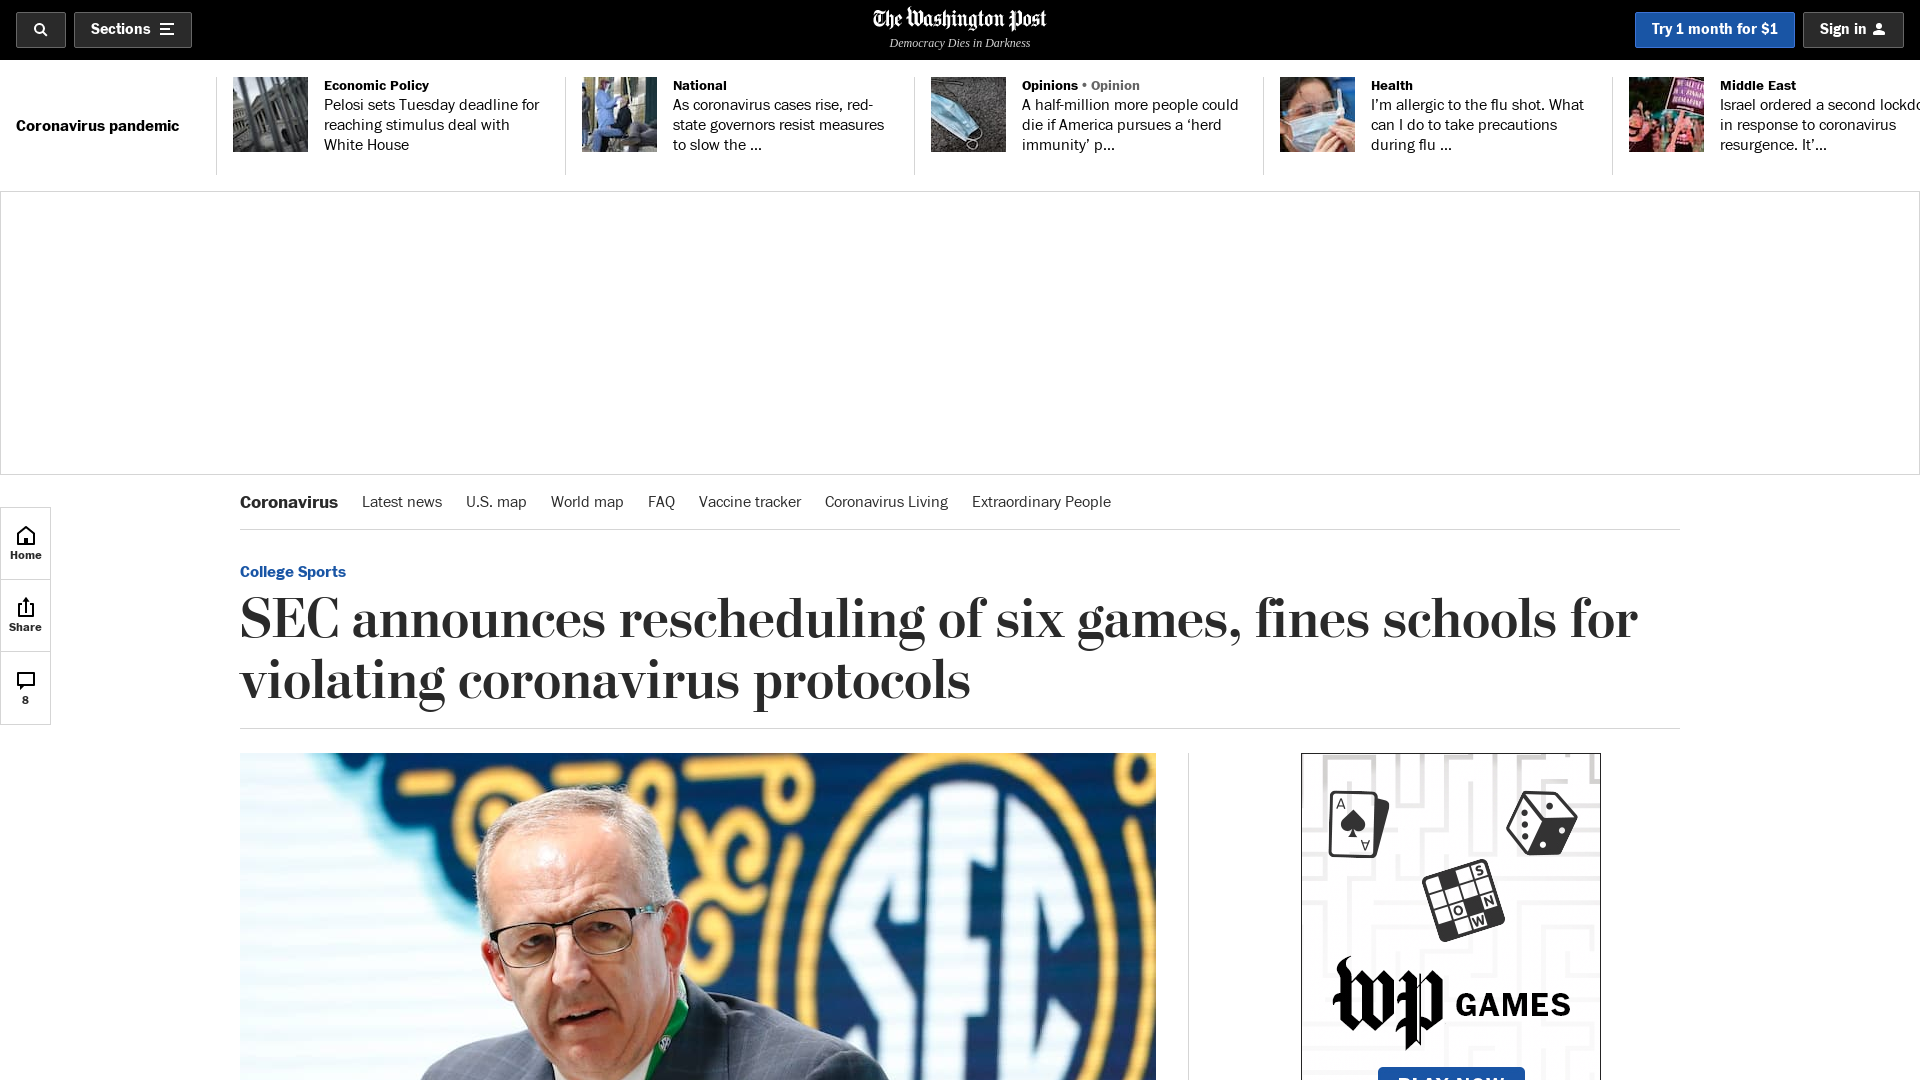 Sections
The Washington Post
Democracy Dies in Darkness
Try 1 month for $1
Sign in
Coronavirus pandemic
Economic Policy
Pelosi sets Tuesday deadline for
reaching stimulus deal with
White House
National
As coronavirus cases rise, red-
state governors resist measures
to slow the ...
Opinions • Opinion
A half-million more people could
die if America pursues a ‘herd
immunity’ p...
Health
I’m allergic to the flu shot. What
can I do to take precautions
during flu ...
Middle East
Israel ordered a second lockdo
in response to coronavirus
resurgence. It’...
Coronavirus Latest news U.S. map World map FAQ Vaccine tracker Coronavirus Living Extraordinary People
Home
Share
8
College Sports
SEC announces rescheduling of six games, fines schools for
violating coronavirus protocols
SEC
A
A
S
O N
W
wp GAMES
PLAY NOW